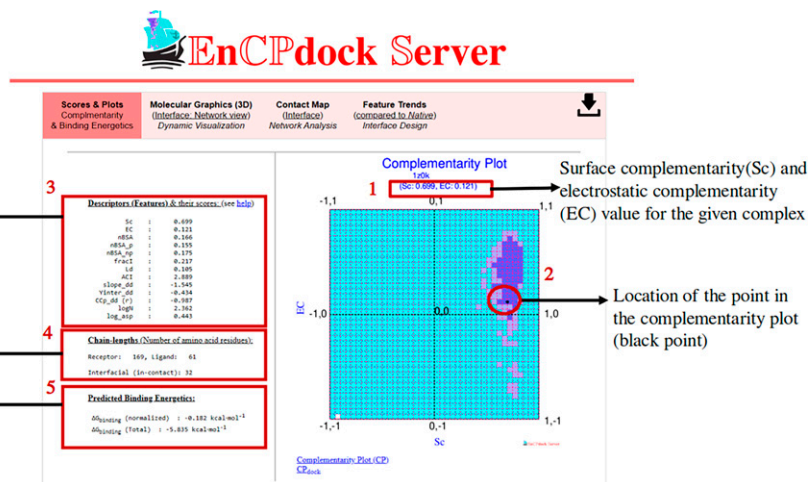 EnCPdock Server
Scores & Plots
Complmentarity
& Binding Energetics
Molecular Graphics (3D)
(Interface: Network view)
Dynamic Visualization
Contact Map
(Interface)
Network Analysis
Feature Trends
(compared to Native)
Interface Design
3
Descriptors (Features) & their scores: (see help)
Sc : 0.699
EC : 0.121
nBSA : 0.166
nBSA_p : 0.155
nBSA_np : 0.175
fracI : 0.217
Ld : 0.105
ACI : 2.889
slope_dd : -1.545
Yinter_dd : -0.434
CCp_dd (r) : -0.987
logN : 2.362
log_asp : 0.443
4
Chain-lengths (Number of amino acid residues):
Receptor: 169, Ligand: 61
Interfacial (in-contact): 32
5
Predicted Binding Energetics:
ΔGbinding (normalized) : -0.182 kcal·mol⁻¹
ΔGbinding (Total) : -5.835 kcal·mol⁻¹
Complementarity Plot
1z0k
1
(Sc: 0.699, EC: 0.121)
-1,1
0,1
1,1
2
EC
-1,0
0,0
1,0
-1,-1
0,-1
1,-1
Sc
EnCPdock Server
Complementarity Plot (CP)
CPdock
Surface complementarity(Sc) and
electrostatic complementarity
(EC) value for the given complex
Location of the point in
the complementarity plot
(black point)